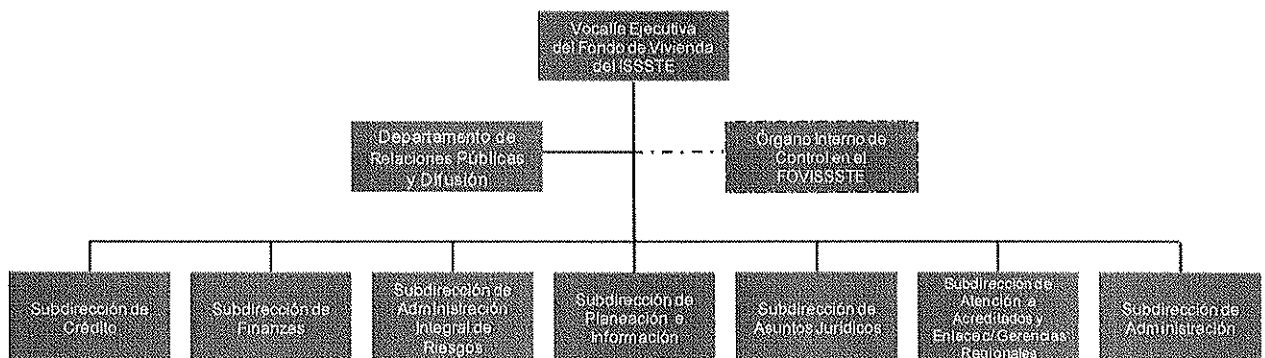 Vocalía Ejecutiva
del Fondo de Vivienda
del ISSSTE
Departamento de
Relaciones Públicas
y Difusión
Órgano Interno de
Control en el
FOVISSSTE
Subdirección de
Crédito
Subdirección de
Finanzas
Subdirección de
Administración
Integral de
Riesgos
Subdirección de
Planeación e
Información
Subdirección de
Asuntos Jurídicos
Subdirección de
Atención a
Acreditados y
Enlace c/ Gerencias
Regionales
Subdirección de
Administración